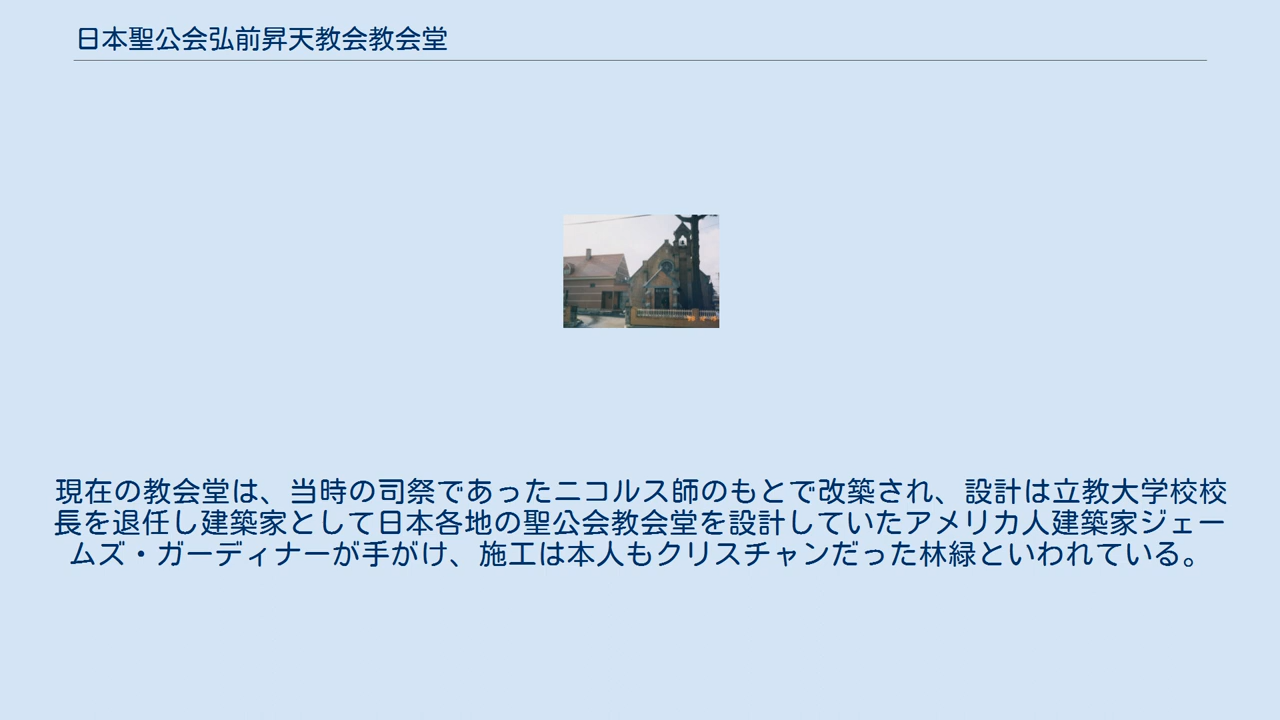 日本聖公会弘前昇天教会教会堂
現在の教会堂は、当時の司祭であったニコルス師のもとで改築され、設計は立教大学校校
長を退任し建築家として日本各地の聖公会教会堂を設計していたアメリカ人建築家ジェー
ムズ・ガーディナーが手がけ、施工は本人もクリスチャンだった林緑といわれている。